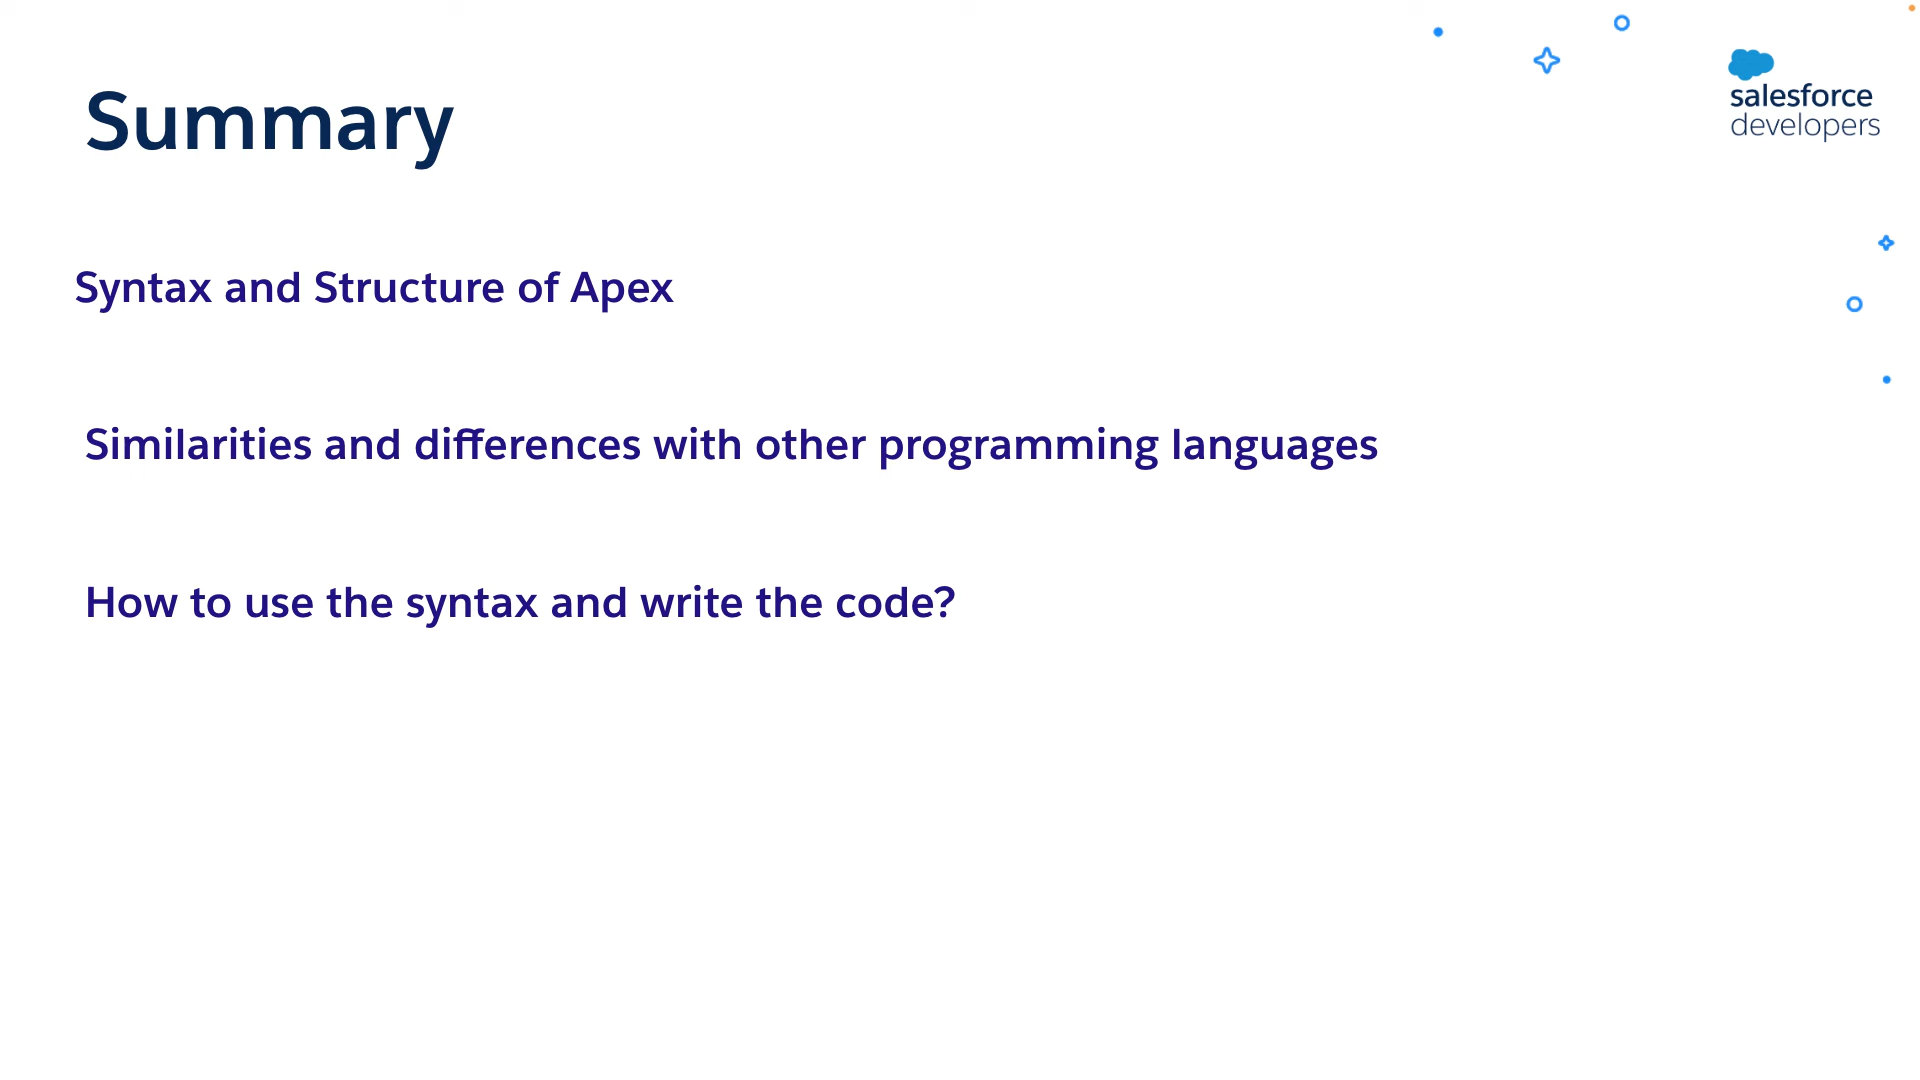 Summary
salesforce
developers
Syntax and Structure of Apex
Similarities and differences with other programming languages
How to use the syntax and write the code?